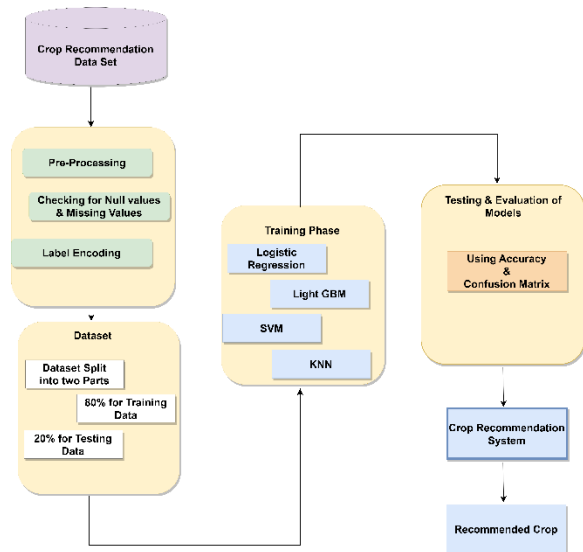 Crop Recommendation
Data Set
Pre-Processing
Checking for Null values
& Missing Values
Label Encoding
Dataset
Dataset Split
into two Parts
80% for Training
Data
20% for Testing
Data
Training Phase
Logistic
Regression
Light GBM
SVM
KNN
Testing & Evaluation of
Models
Using Accuracy
&
Confusion Matrix
Crop Recommendation
System
Recommended Crop